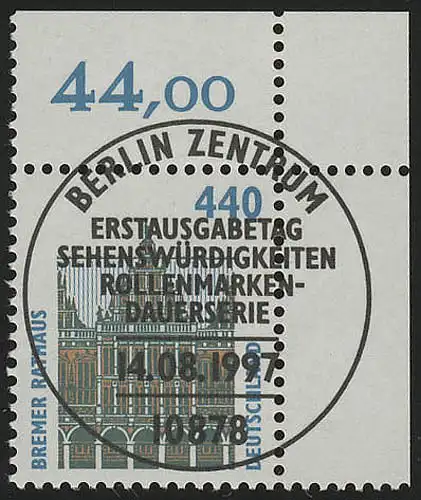 44,00
BERLIN ZENTRUM
440
ERSTAUSGABETAG
SEHENSWÜRDIGKEITEN
ROLLENMARKEN-
DAUERSERIE
14.08.1997
10878
BREMER RATHAUS
DEUTSCHLAND